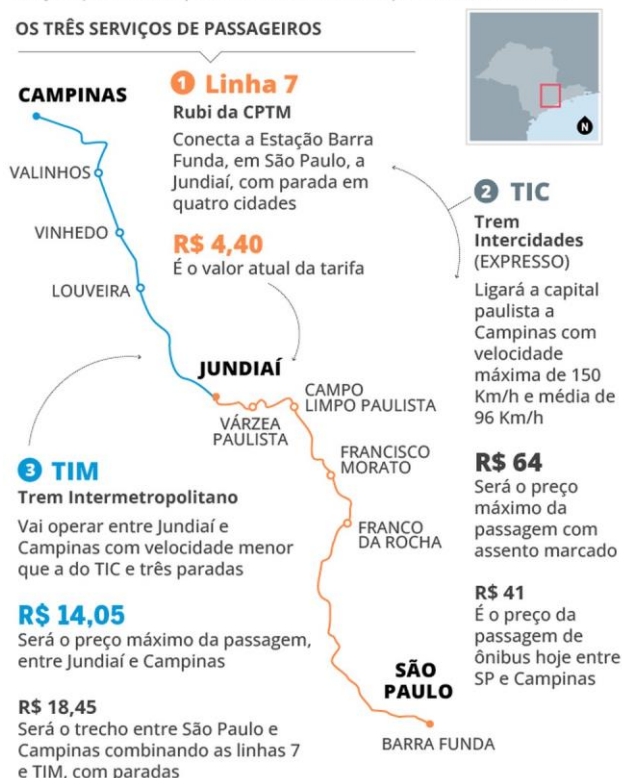 OS TRÊS SERVIÇOS DE PASSAGEIROS
CAMPINAS
VALINHOS
VINHEDO
LOUVEIRA
1 Linha 7
Rubi da CPTM
Conecta a Estação Barra
Funda, em São Paulo, a
Jundiaí, com parada em
quatro cidades
R$ 4,40
É o valor atual da tarifa
N
2 TIC
Trem
Intercidades
(EXPRESSO)
Ligará a capital
paulista a
Campinas com
velocidade
máxima de 150
Km/h e média de
96 Km/h
R$ 64
Será o preço
máximo da
passagem com
assento marcado
R$ 41
É o preço da
passagem de
ônibus hoje entre
SP e Campinas
JUNDIAÍ
VÁRZEA
PAULISTA
CAMPO
LIMPO PAULISTA
FRANCISCO
MORATO
FRANCO
DA ROCHA
SÃO
PAULO
BARRA FUNDA
3 TIM
Trem Intermetropolitano
Vai operar entre Jundiaí e
Campinas com velocidade menor
que a do TIC e três paradas
R$ 14,05
Será o preço máximo da passagem,
entre Jundiaí e Campinas
R$ 18,45
Será o trecho entre São Paulo e
Campinas combinando as linhas 7
e TIM, com paradas